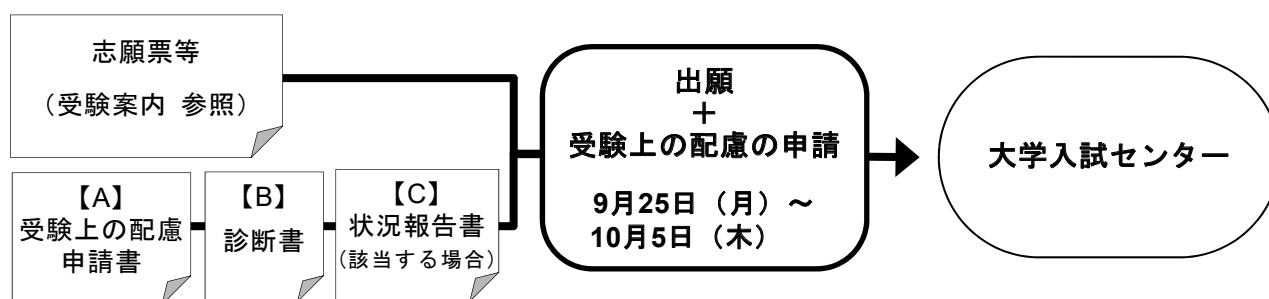 志願票等
（受験案内 参照）
【A】
受験上の配慮
申請書
【B】
診断書
【C】
状況報告書
（該当する場合）
出願
＋
受験上の配慮の申請
9月25日（月）～
10月5日（木）
大学入試センター